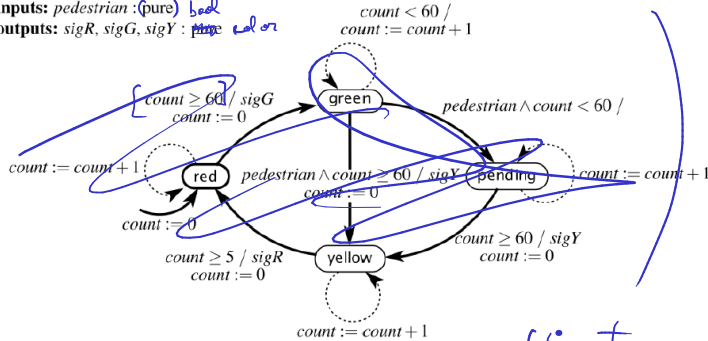 inputs: pedestrian : (pure) bool
outputs: sigR, sigG, sigY : pure color
count < 60 /
count := count + 1
[count ≥ 60] / sigG
count := 0
green
pedestrian ∧ count < 60 /
count := count + 1
red
pedestrian ∧ count ≥ 60 / sigY
count := 0
pending
count := count + 1
count := 0
count ≥ 5 / sigR
count := 0
yellow
count ≥ 60 / sigY
count := 0
count := count + 1